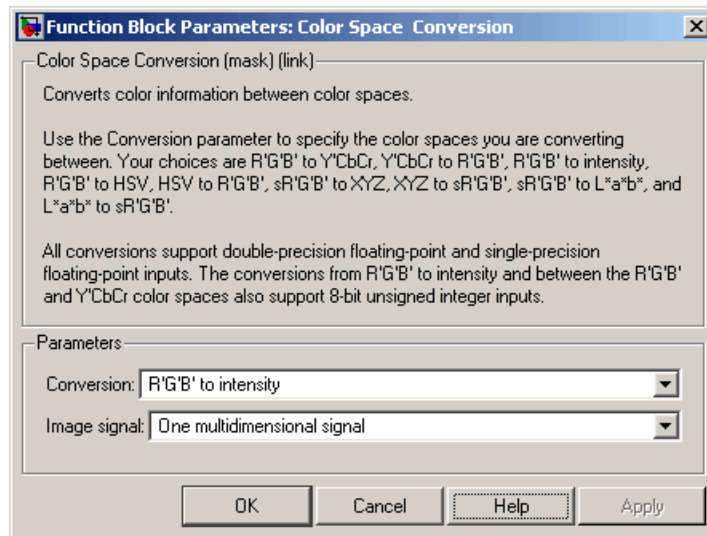 Function Block Parameters: Color Space Conversion
Color Space Conversion (mask) (link)
Converts color information between color spaces.
Use the Conversion parameter to specify the color spaces you are converting
between. Your choices are R'G'B' to Y'CbCr, Y'CbCr to R'G'B', R'G'B' to intensity,
R'G'B' to HSV, HSV to R'G'B', sR'G'B' to XYZ, XYZ to sR'G'B', sR'G'B' to L*a*b*, and
L*a*b* to sR'G'B'.
All conversions support double-precision floating-point and single-precision
floating-point inputs. The conversions from R'G'B' to intensity and between the R'G'B'
and Y'CbCr color spaces also support 8-bit unsigned integer inputs.
Parameters
Conversion: R'G'B' to intensity
Image signal: One multidimensional signal
OK Cancel Help Apply